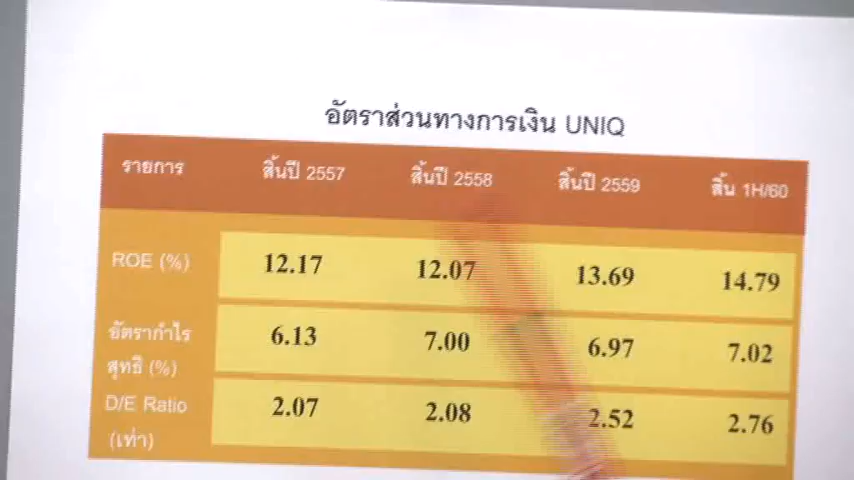 อัตราส่วนทางการเงิน UNIQ
รายการ สิ้นปี 2557 สิ้นปี 2558 สิ้นปี 2559 สิ้น 1H/60
ROE (%) 12.17 12.07 13.69 14.79
อัตรากำไร
สุทธิ (%) 6.13 7.00 6.97 7.02
D/E Ratio
(เท่า) 2.07 2.08 2.52 2.76